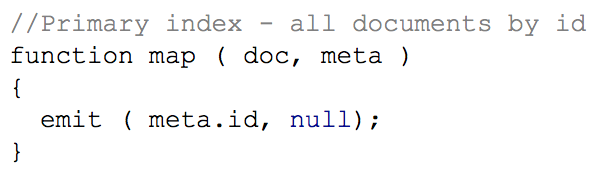 //Primary index - all documents by id
function map ( doc, meta )
{
  emit ( meta.id, null);
}